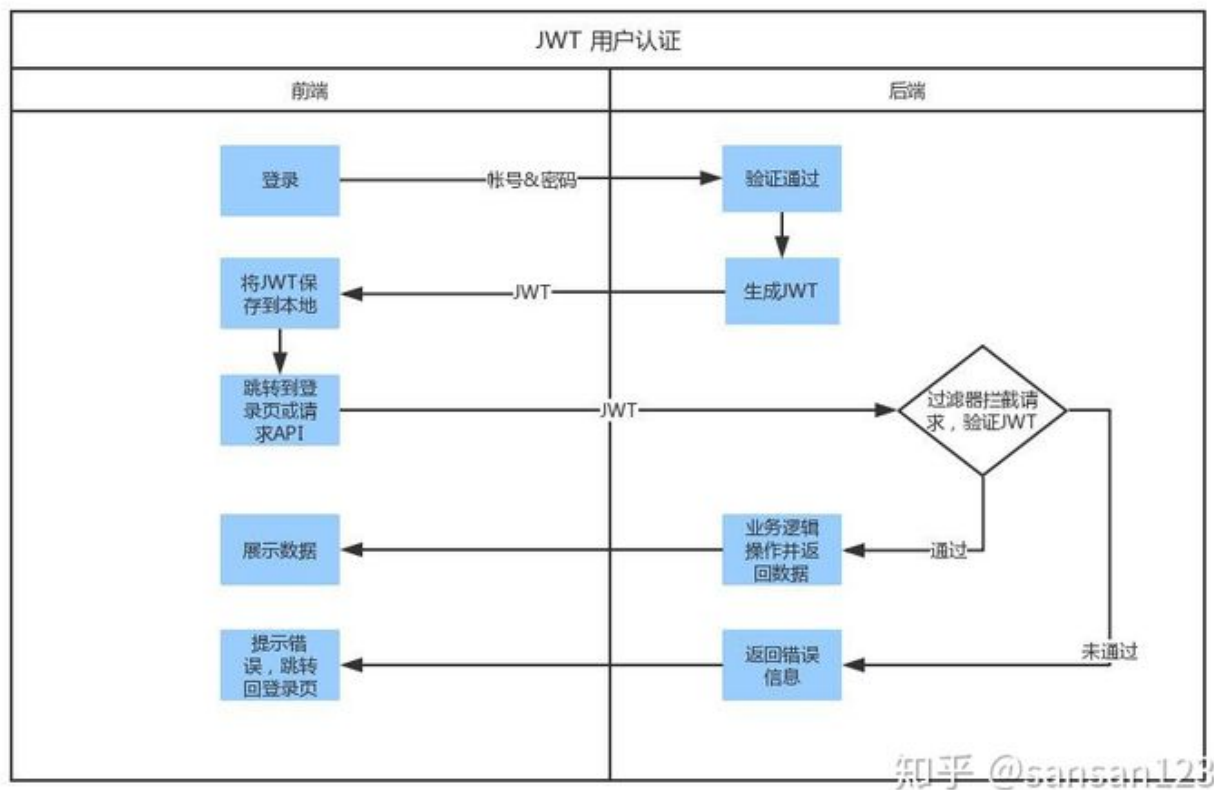 JWT 用户认证
前端
后端
登录
帐号&密码
验证通过
将JWT保
存到本地
JWT
生成JWT
跳转到登
录页或请
求API
JWT
过滤器拦截请
求，验证JWT
展示数据
业务逻辑
操作并返
回数据
通过
提示错
误，跳转
回登录页
返回错误
信息
未通过
知乎 @sansan123